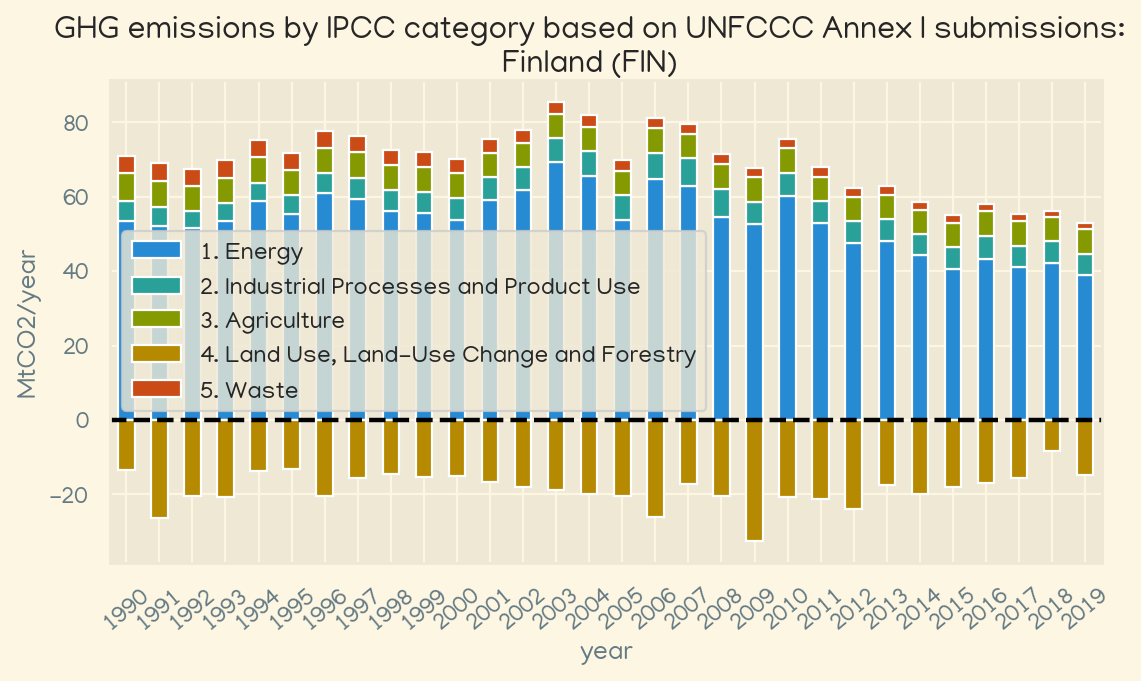 GHG emissions by IPCC category based on UNFCCC Annex I submissions:
Finland (FIN)
MtCO2/year
80
60
40
20
0
−20
1. Energy
2. Industrial Processes and Product Use
3. Agriculture
4. Land Use, Land-Use Change and Forestry
5. Waste
1990 1991 1992 1993 1994 1995 1996 1997 1998 1999 2000 2001 2002 2003 2004 2005 2006 2007 2008 2009 2010 2011 2012 2013 2014 2015 2016 2017 2018 2019
year